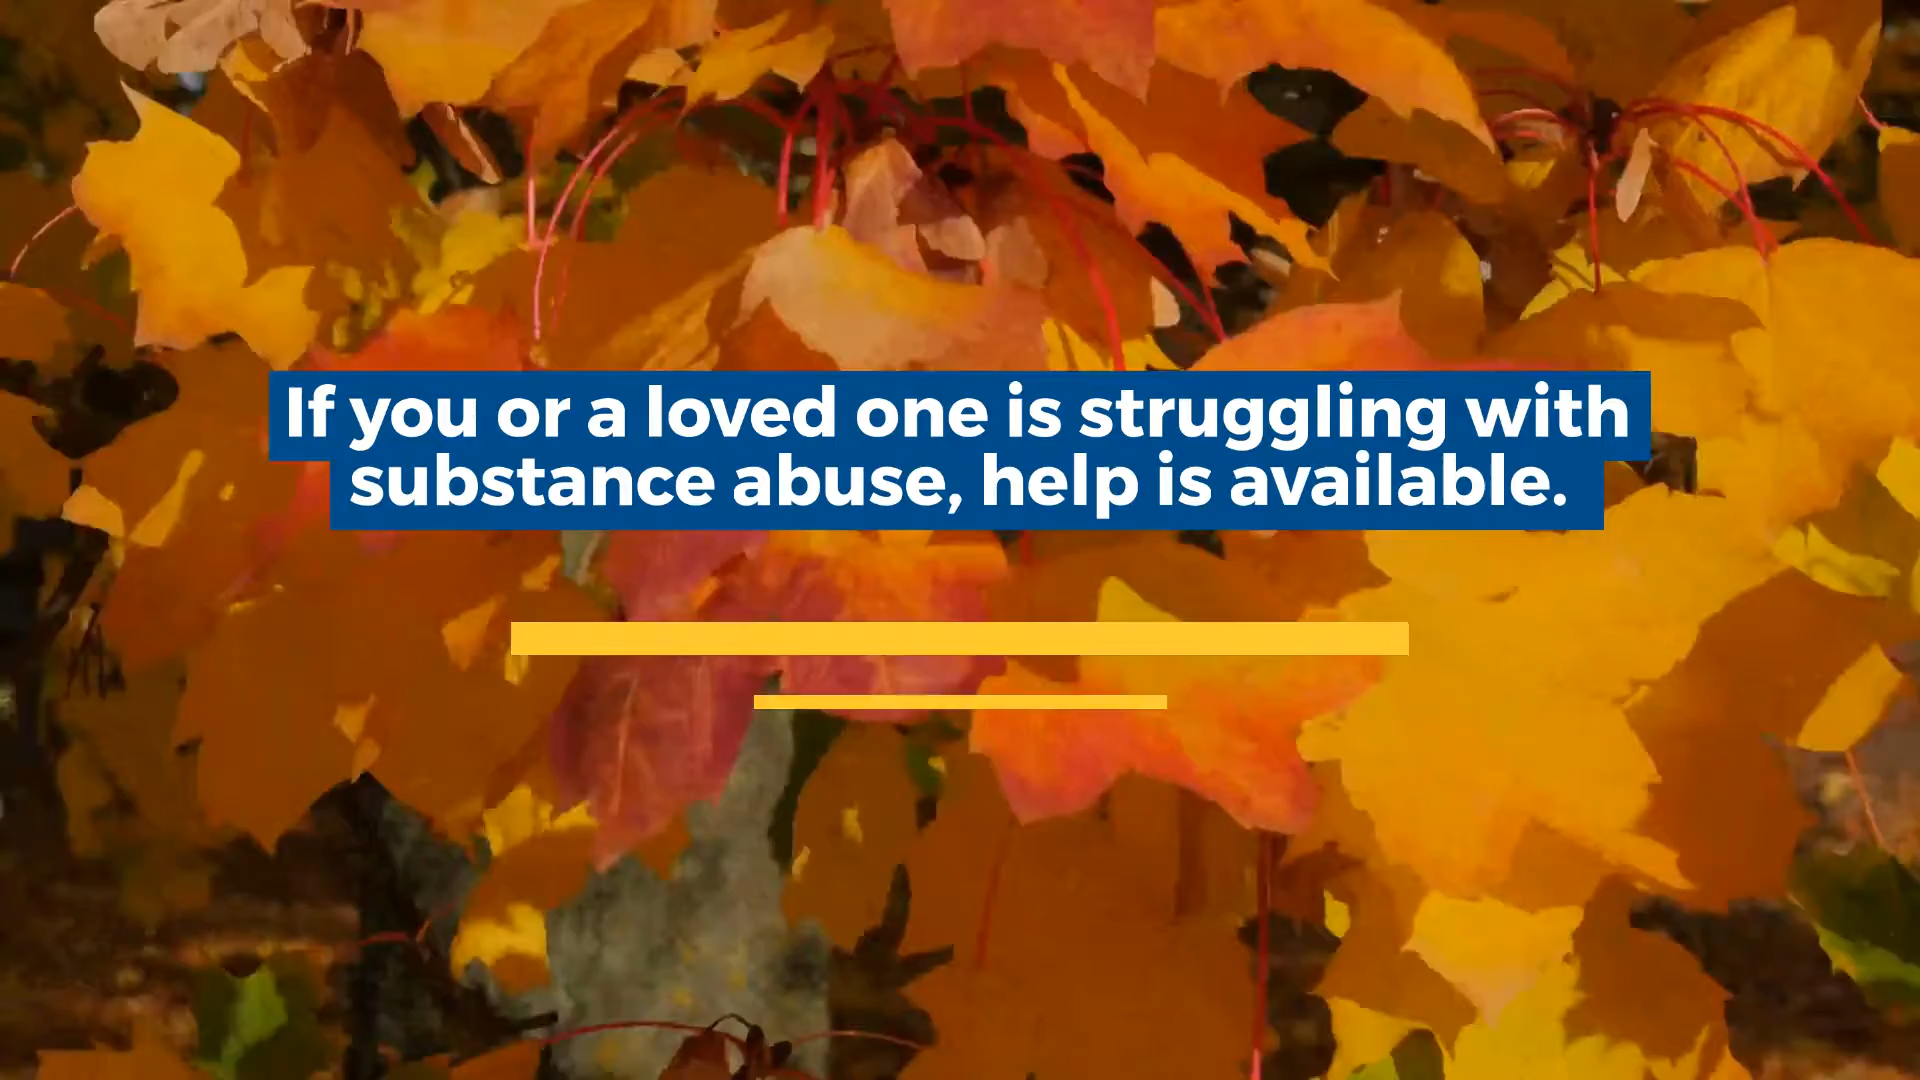 If you or a loved one is struggling with
substance abuse, help is available.